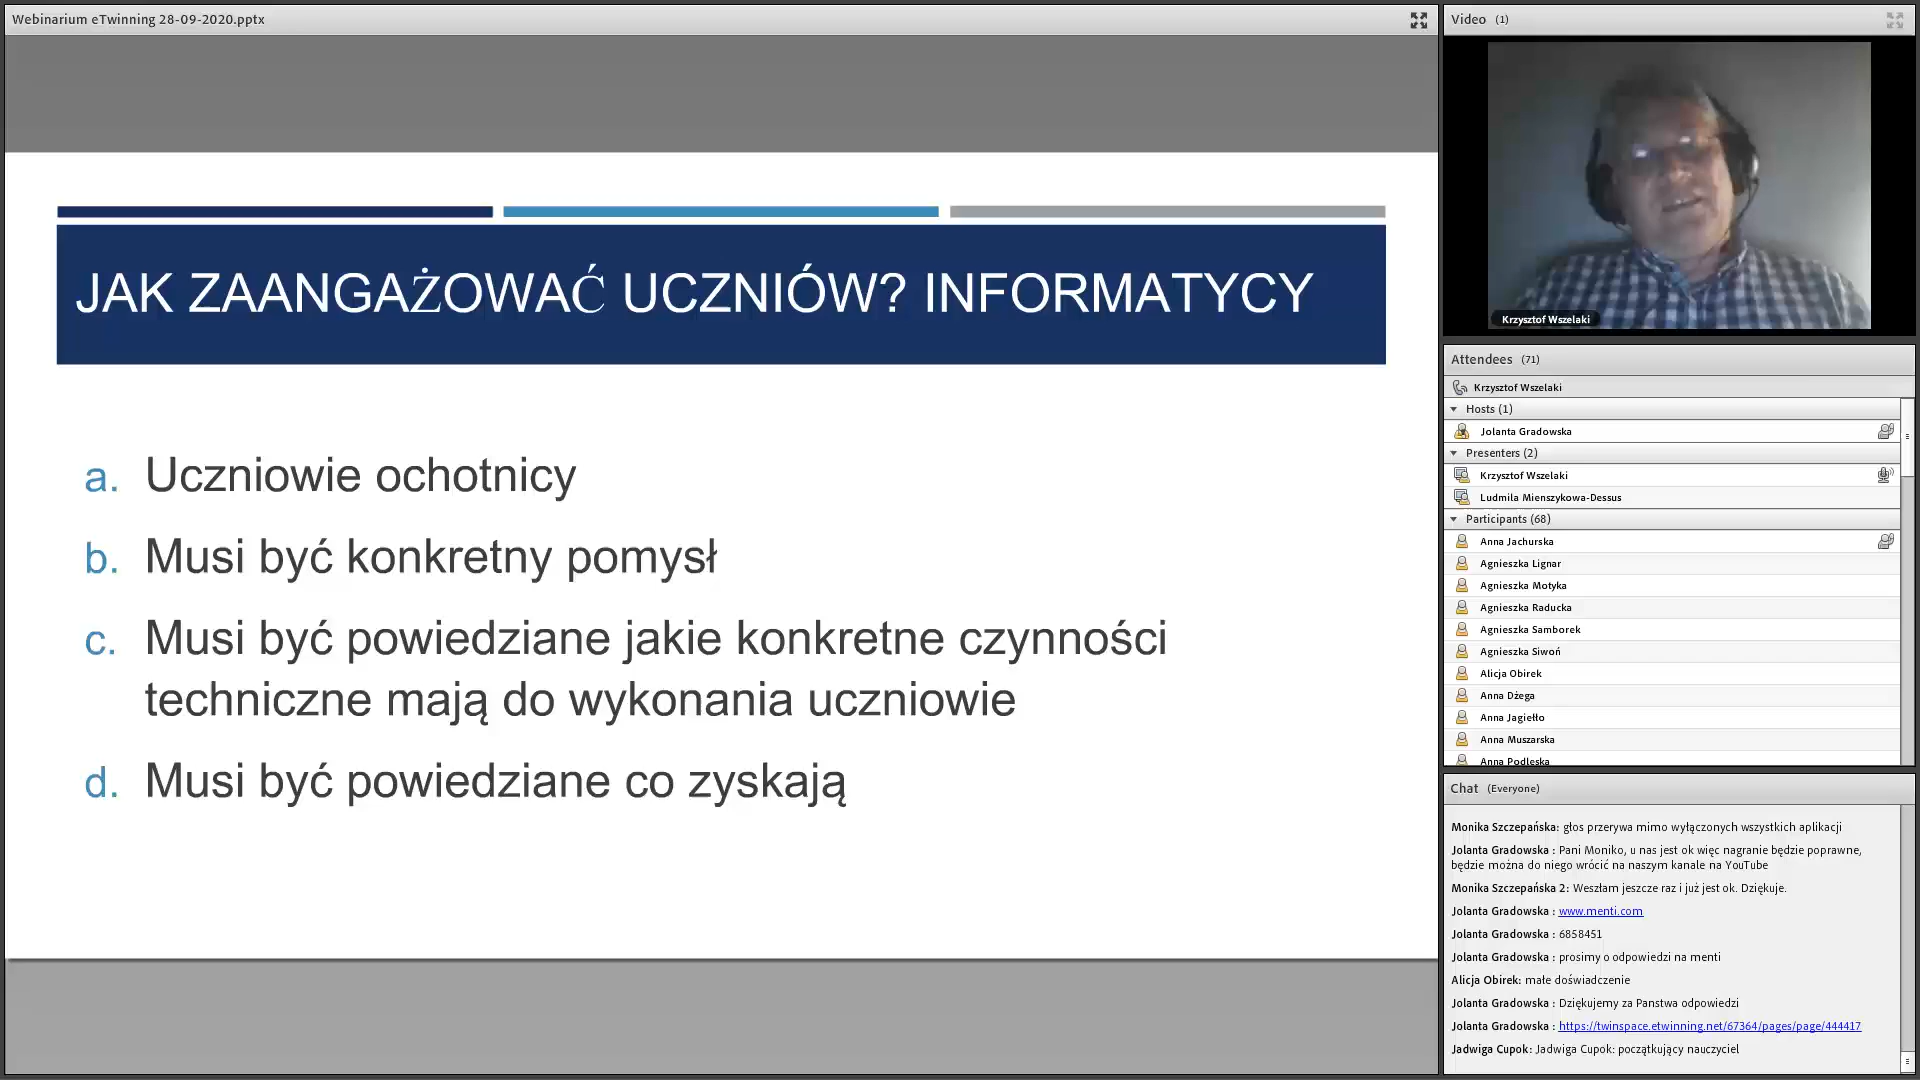 Webinarium eTwinning 28-09-2020.pptx
JAK ZAANGAŻOWAĆ UCZNIÓW? INFORMATYCY
a. Uczniowie ochotnicy
b. Musi być konkretny pomysł
c. Musi być powiedziane jakie konkretne czynności
techniczne mają do wykonania uczniowie
d. Musi być powiedziane co zyskają
Video (1)
Krzysztof Wszelaki
Attendees (71)
Krzysztof Wszelaki
Hosts (1)
Jolanta Gradowska
Presenters (2)
Krzysztof Wszelaki
Ludmila Mienszykowa-Dessus
Participants (68)
Anna Jachurska
Agnieszka Lignar
Agnieszka Motyka
Agnieszka Raducka
Agnieszka Samborek
Agnieszka Siwoń
Alicja Obirek
Anna Dżega
Anna Jagiełło
Anna Muszarska
Anna Podleska
Chat (Everyone)
Monika Szczepańska: głos przerywa mimo wyłączonych wszystkich aplikacji
Jolanta Gradowska : Pani Moniko, u nas jest ok więc nagranie będzie poprawne,
będzie można do niego wrócić na naszym kanale na YouTube
Monika Szczepańska 2: Weszłam jeszcze raz i już jest ok. Dziękuje.
Jolanta Gradowska : www.menti.com
Jolanta Gradowska : 6858451
Jolanta Gradowska : prosimy o odpowiedzi na menti
Alicja Obirek: małe doświadczenie
Jolanta Gradowska : Dziękujemy za Panstwa odpowiedzi
Jolanta Gradowska : https://twinspace.etwinning.net/67364/pages/page/444417
Jadwiga Cupok: Jadwiga Cupok: początkujący nauczyciel